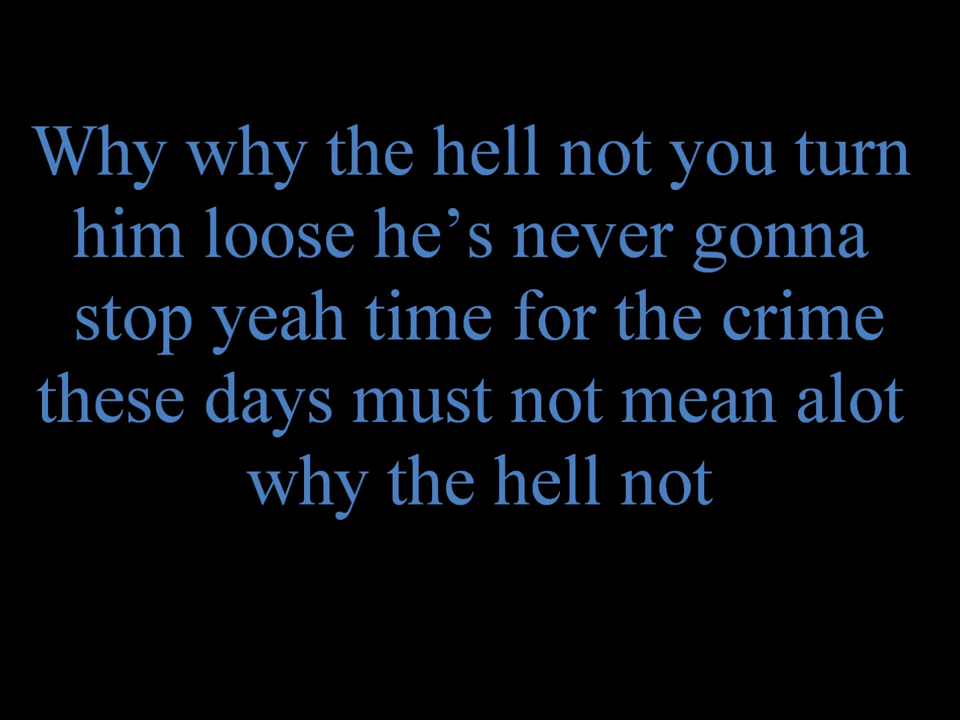 Why why the hell not you turn
him loose he’s never gonna
stop yeah time for the crime
these days must not mean alot
why the hell not